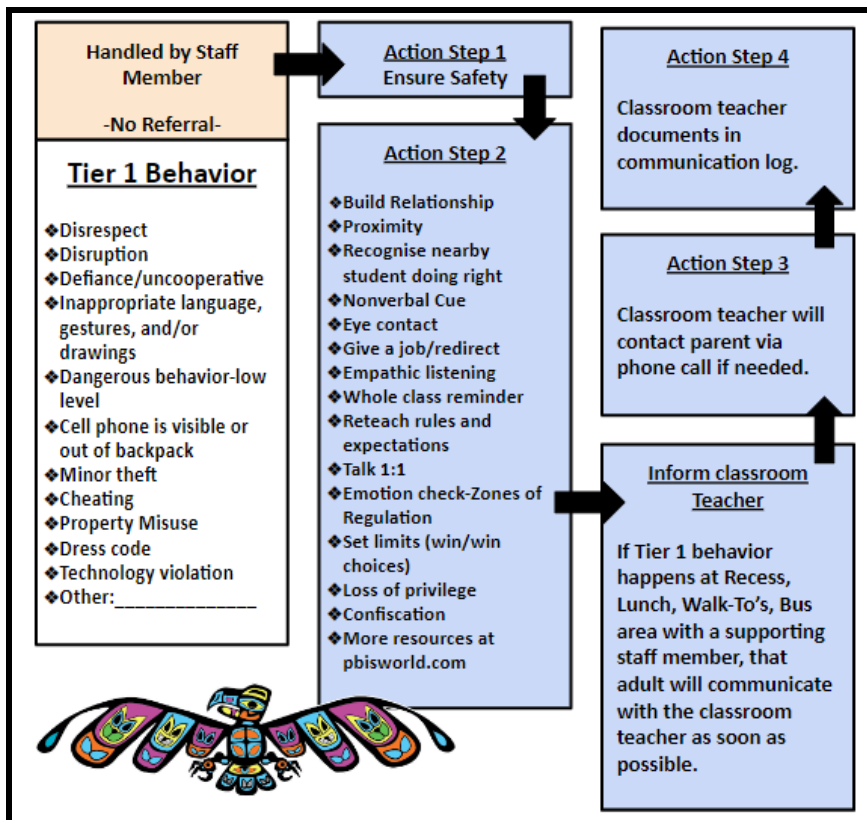 Handled by Staff
Member
-No Referral-
Tier 1 Behavior
❖Disrespect
❖Disruption
❖Defiance/uncooperative
❖Inappropriate language,
gestures, and/or
drawings
❖Dangerous behavior-low
level
❖Cell phone is visible or
out of backpack
❖Minor theft
❖Cheating
❖Property Misuse
❖Dress code
❖Technology violation
❖Other:______________
Action Step 1
Ensure Safety
Action Step 2
❖Build Relationship
❖Proximity
❖Recognise nearby
student doing right
❖Nonverbal Cue
❖Eye contact
❖Give a job/redirect
❖Empathic listening
❖Whole class reminder
❖Reteach rules and
expectations
❖Talk 1:1
❖Emotion check-Zones of
Regulation
❖Set limits (win/win
choices)
❖Loss of privilege
❖Confiscation
❖More resources at
pbisworld.com
Inform classroom
Teacher
If Tier 1 behavior
happens at Recess,
Lunch, Walk-To’s, Bus
area with a supporting
staff member, that
adult will communicate
with the classroom
teacher as soon as
possible.
Action Step 3
Classroom teacher will
contact parent via
phone call if needed.
Action Step 4
Classroom teacher
documents in
communication log.